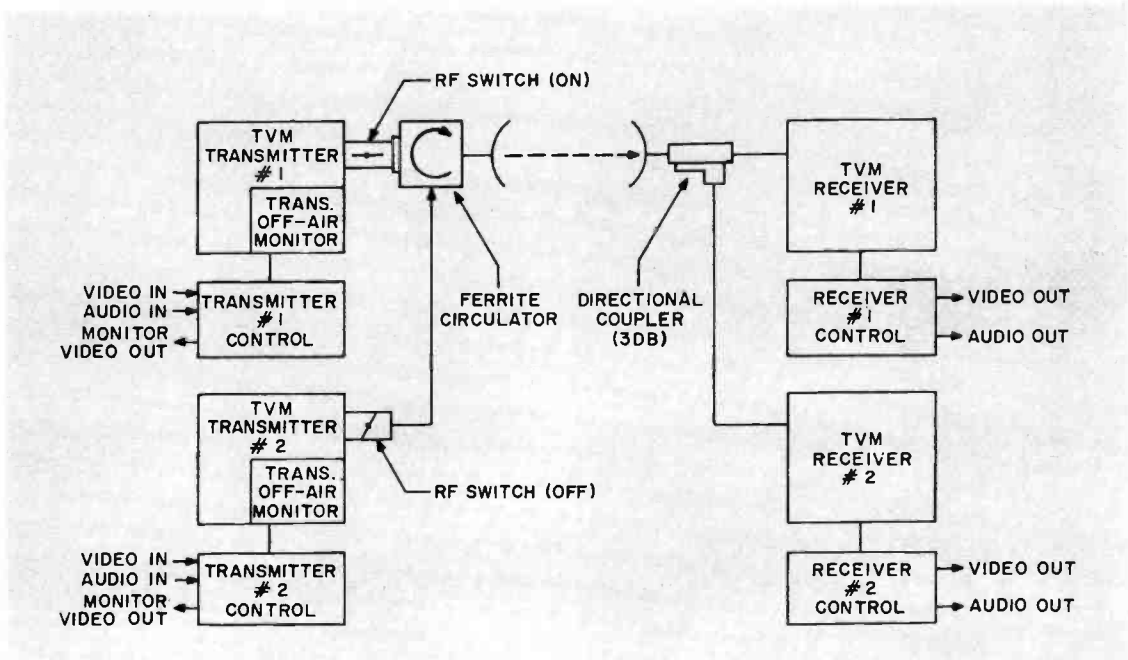 RF SWITCH (ON)
TVM
TRANSMITTER
#1
TRANS.
OFF-AIR
MONITOR
VIDEO IN
AUDIO IN
MONITOR
VIDEO OUT
TRANSMITTER
#1
CONTROL
FERRITE
CIRCULATOR
DIRECTIONAL
COUPLER
(3DB)
TVM
RECEIVER
#1
RECEIVER
#1
CONTROL
VIDEO OUT
AUDIO OUT
TVM
TRANSMITTER
#2
TRANS.
OFF-AIR
MONITOR
RF SWITCH (OFF)
VIDEO IN
AUDIO IN
MONITOR
VIDEO OUT
TRANSMITTER
#2
CONTROL
TVM
RECEIVER
#2
RECEIVER
#2
CONTROL
VIDEO OUT
AUDIO OUT